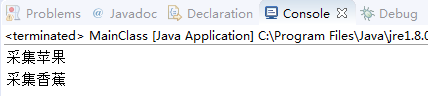 Problems @ Javadoc Declaration Console Debug
<terminated> MainClass [Java Application] C:\Program Files\Java\jre1.8.0
采集苹果
采集香蕉